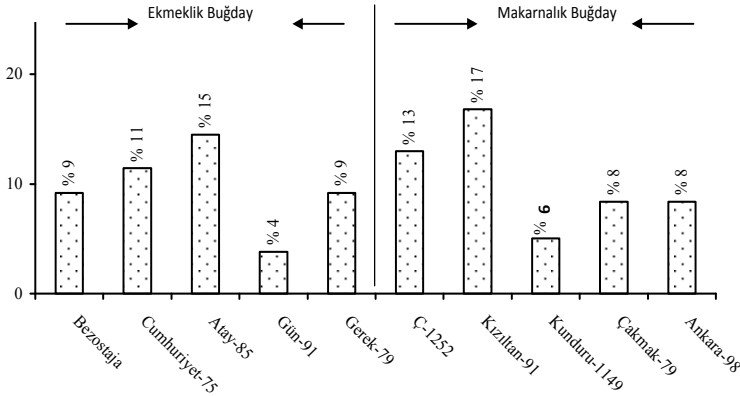 Ekmeklik Buğday
Makarnalık Buğday
20
10
0
% 9
% 11
% 15
% 4
% 9
% 13
% 17
% 6
% 8
% 8
Bezostaja
Cumhuriyet-75
Atay-85
Gün-91
Gerek-79
Ç-1252
Kızıltan-91
Kunduru-1149
Çakmak-79
Ankara-98